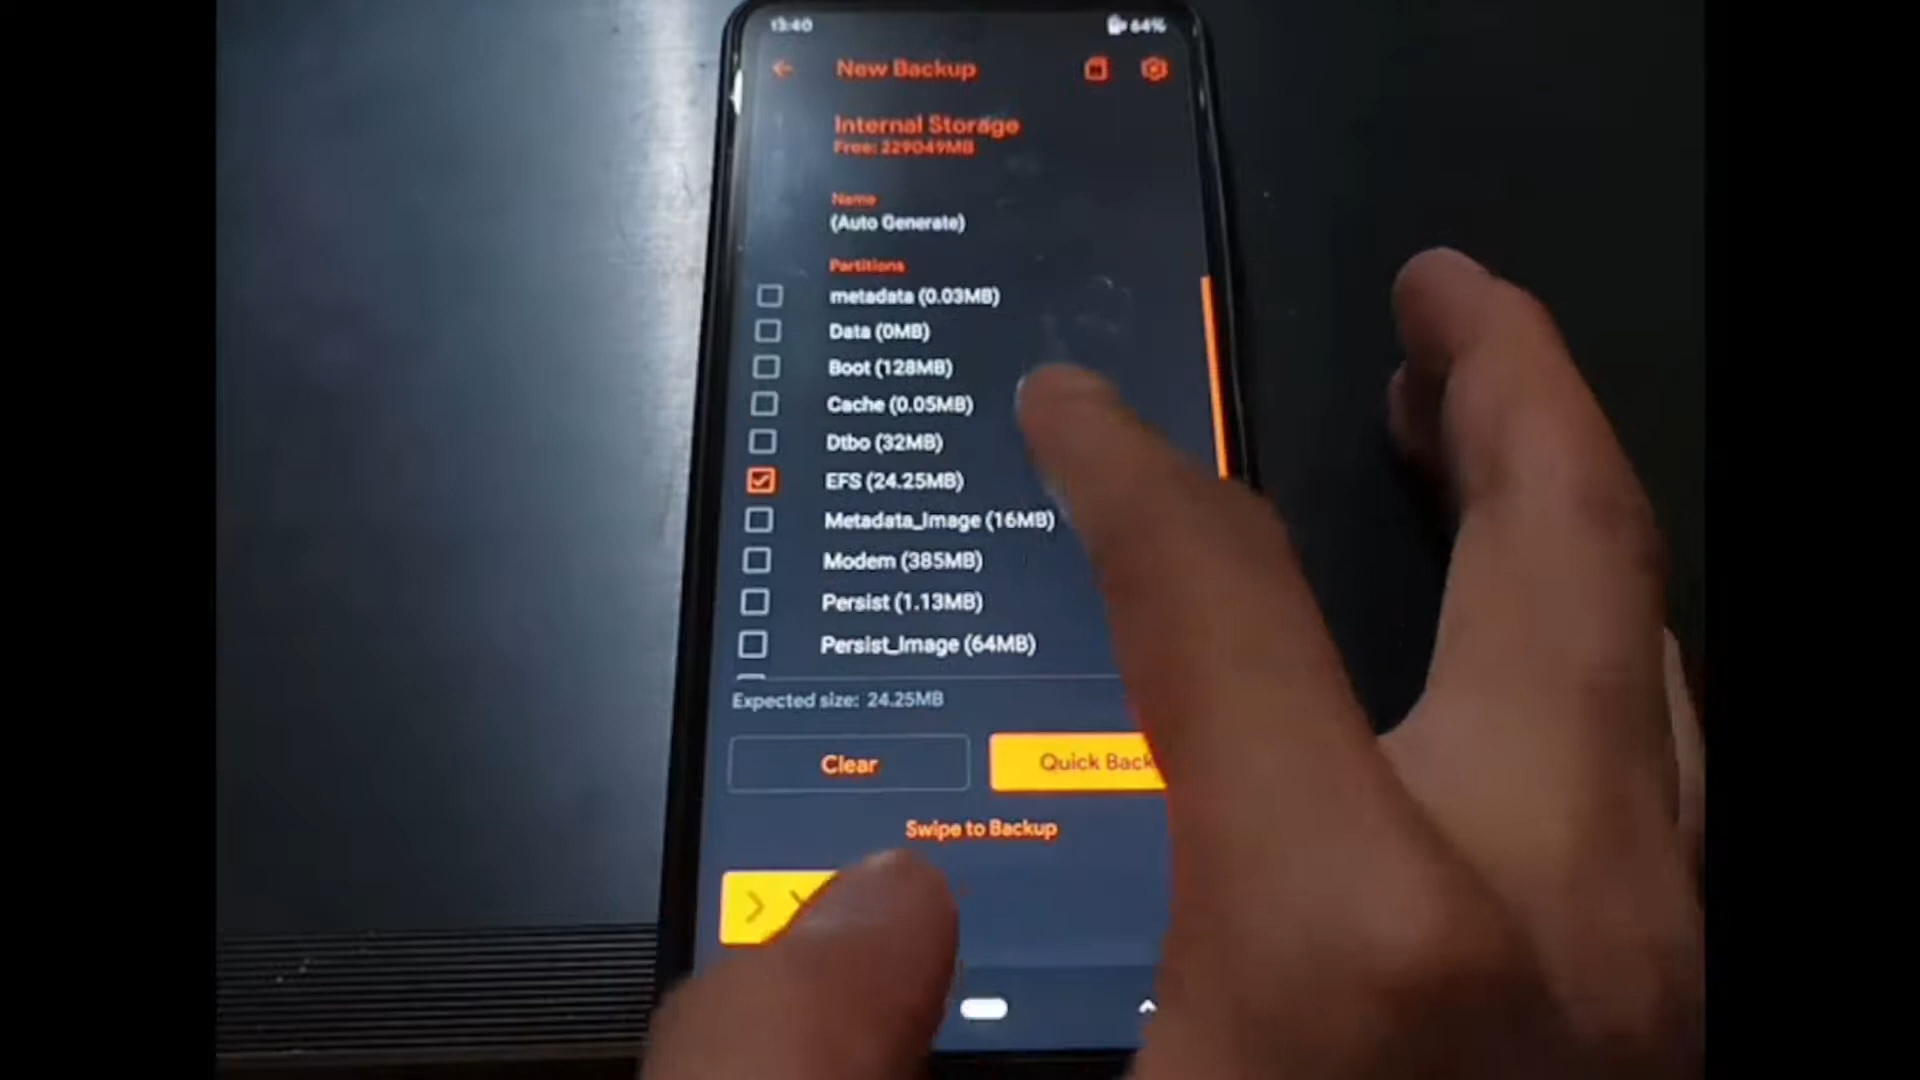 13:40
64%
New Backup
Internal Storage
Free: 229049MB
Name
(Auto Generate)
Partitions
metadata (0.03MB)
Data (0MB)
Boot (128MB)
Cache (0.05MB)
Dtbo (32MB)
EFS (24.25MB)
Metadata_Image (16MB)
Modem (385MB)
Persist (1.13MB)
Persist_Image (64MB)
Expected size: 24.25MB
Clear
Quick Back
Swipe to Backup